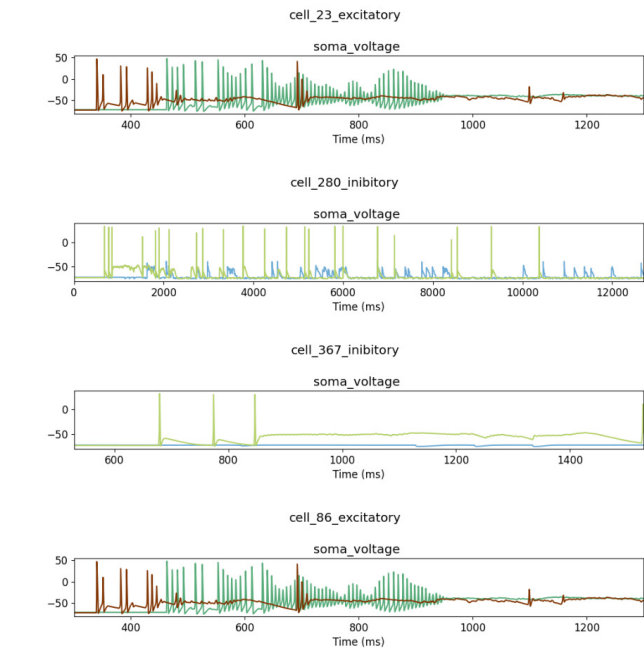 cell_23_excitatory
soma_voltage
50
0
−50
400 600 800 1000 1200
Time (ms)
cell_280_inibitory
soma_voltage
0
−50
0 2000 4000 6000 8000 10000 12000
Time (ms)
cell_367_inibitory
soma_voltage
0
−50
600 800 1000 1200 1400
Time (ms)
cell_86_excitatory
soma_voltage
50
0
−50
400 600 800 1000 1200
Time (ms)